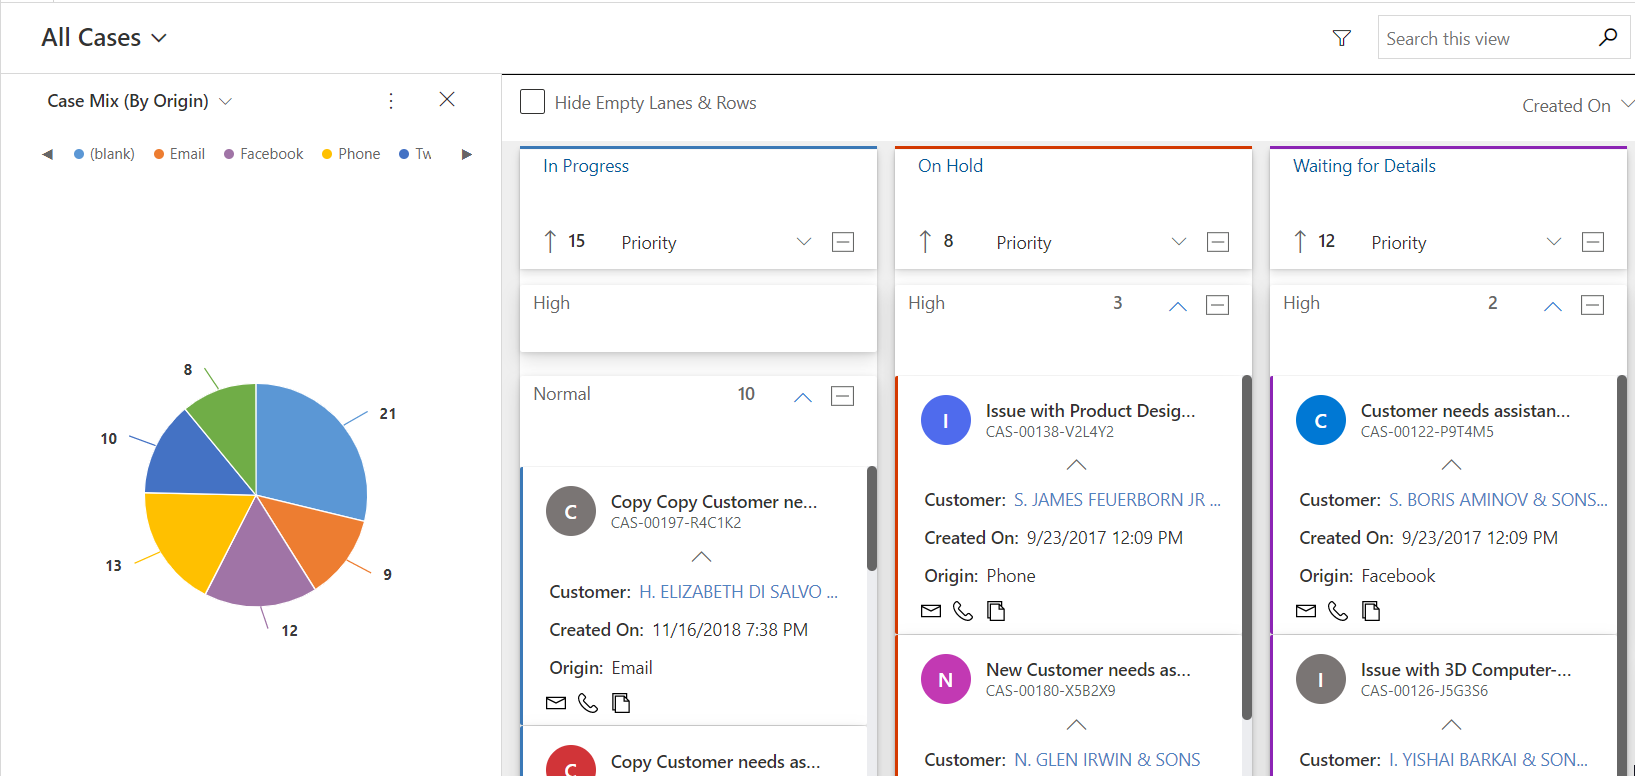 All Cases
Search this view
Case Mix (By Origin)
(blank) Email Facebook Phone Tw
8
21
10
13
9
12
Hide Empty Lanes & Rows
Created On
In Progress
15 Priority
High
Normal 10
C
Copy Copy Customer ne...
CAS-00197-R4C1K2
Customer: H. ELIZABETH DI SALVO ...
Created On: 11/16/2018 7:38 PM
Origin: Email
C
Copy Customer needs as...
On Hold
8 Priority
High 3
I
Issue with Product Desig...
CAS-00138-V2L4Y2
Customer: S. JAMES FEUERBORN JR ...
Created On: 9/23/2017 12:09 PM
Origin: Phone
N
New Customer needs as...
CAS-00180-X5B2X9
Customer: N. GLEN IRWIN & SONS
Waiting for Details
12 Priority
High 2
C
Customer needs assistan...
CAS-00122-P9T4M5
Customer: S. BORIS AMINOV & SONS...
Created On: 9/23/2017 12:09 PM
Origin: Facebook
I
Issue with 3D Computer-...
CAS-00126-J5G3S6
Customer: I. YISHAI BARKAI & SON...